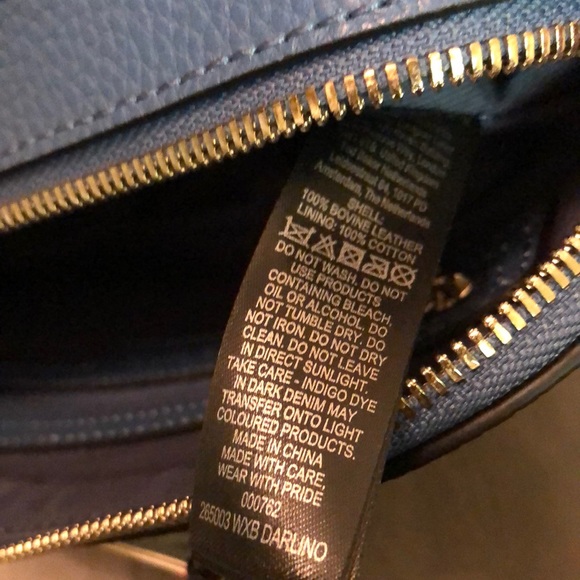 Amsterdam, The Netherlands
SHELL:
100% BOVINE LEATHER
LINING: 100% COTTON
DO NOT WASH. DO NOT
USE PRODUCTS
CONTAINING BLEACH,
OIL OR ALCOHOL. DO
NOT TUMBLE DRY. DO
NOT IRON. DO NOT DRY
CLEAN. DO NOT LEAVE
IN DIRECT SUNLIGHT.
TAKE CARE - INDIGO DYE
IN DARK DENIM MAY
TRANSFER ONTO LIGHT
COLOURED PRODUCTS.
MADE IN CHINA
MADE WITH CARE
WEAR WITH PRIDE
000762
265003 WXB DARLINO